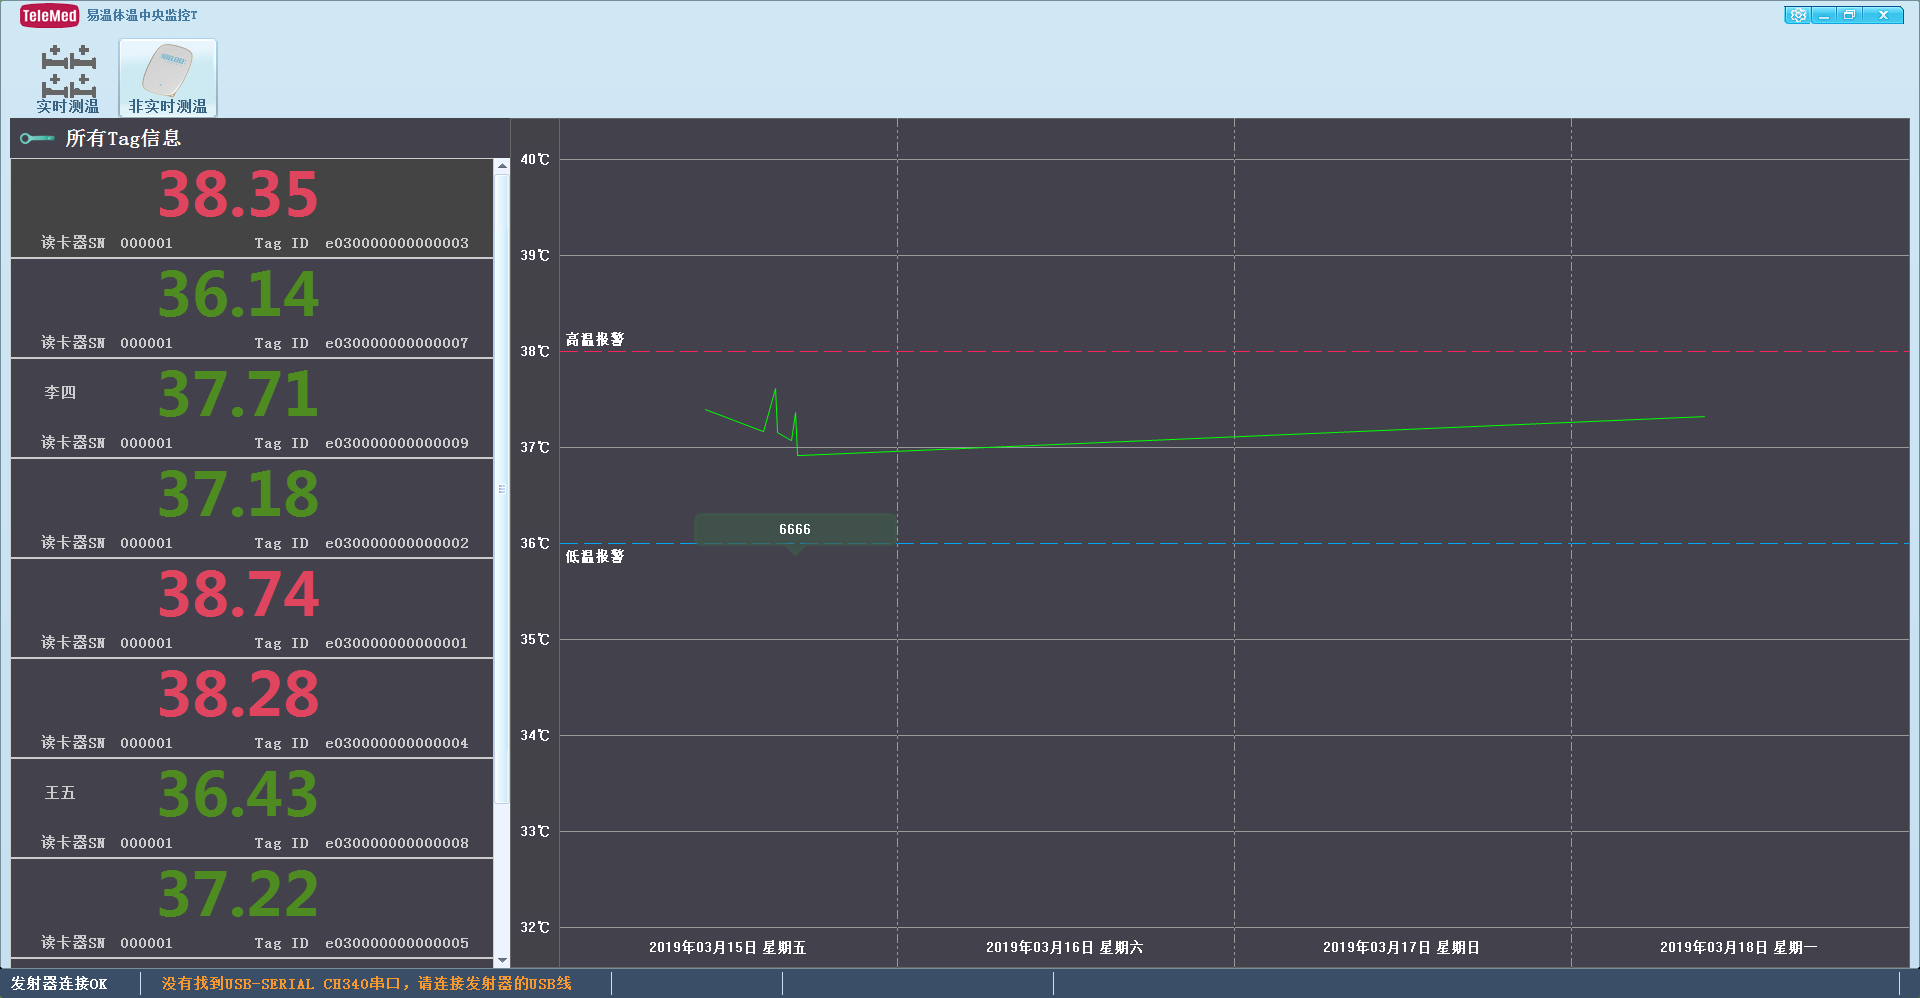 TeleMed 易温体温中央监控T
实时测温
非实时测温
所有Tag信息
38.35
读卡器SN 000001 Tag ID e030000000000003
36.14
读卡器SN 000001 Tag ID e030000000000007
李四 37.71
读卡器SN 000001 Tag ID e030000000000009
37.18
读卡器SN 000001 Tag ID e030000000000002
38.74
读卡器SN 000001 Tag ID e030000000000001
38.28
读卡器SN 000001 Tag ID e030000000000004
王五 36.43
读卡器SN 000001 Tag ID e030000000000008
37.22
读卡器SN 000001 Tag ID e030000000000005
40℃
39℃
高温报警
38℃
37℃
6666
36℃
低温报警
35℃
34℃
33℃
32℃
2019年03月15日 星期五
2019年03月16日 星期六
2019年03月17日 星期日
2019年03月18日 星期一
发射器连接OK
没有找到USB-SERIAL CH340串口，请连接发射器的USB线